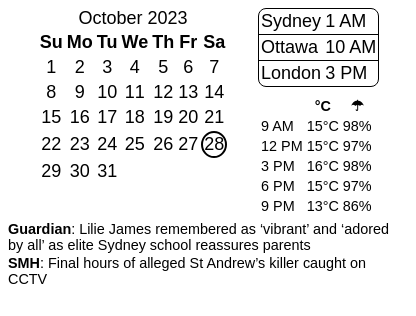 October 2023
Su Mo Tu We Th Fr Sa
1 2 3 4 5 6 7
8 9 10 11 12 13 14
15 16 17 18 19 20 21
22 23 24 25 26 27 28
29 30 31
Sydney 1 AM
Ottawa 10 AM
London 3 PM
°C ☂
9 AM 15°C 98%
12 PM 15°C 97%
3 PM 16°C 98%
6 PM 15°C 97%
9 PM 13°C 86%
Guardian: Lilie James remembered as ‘vibrant’ and ‘adored
by all’ as elite Sydney school reassures parents
SMH: Final hours of alleged St Andrew’s killer caught on
CCTV